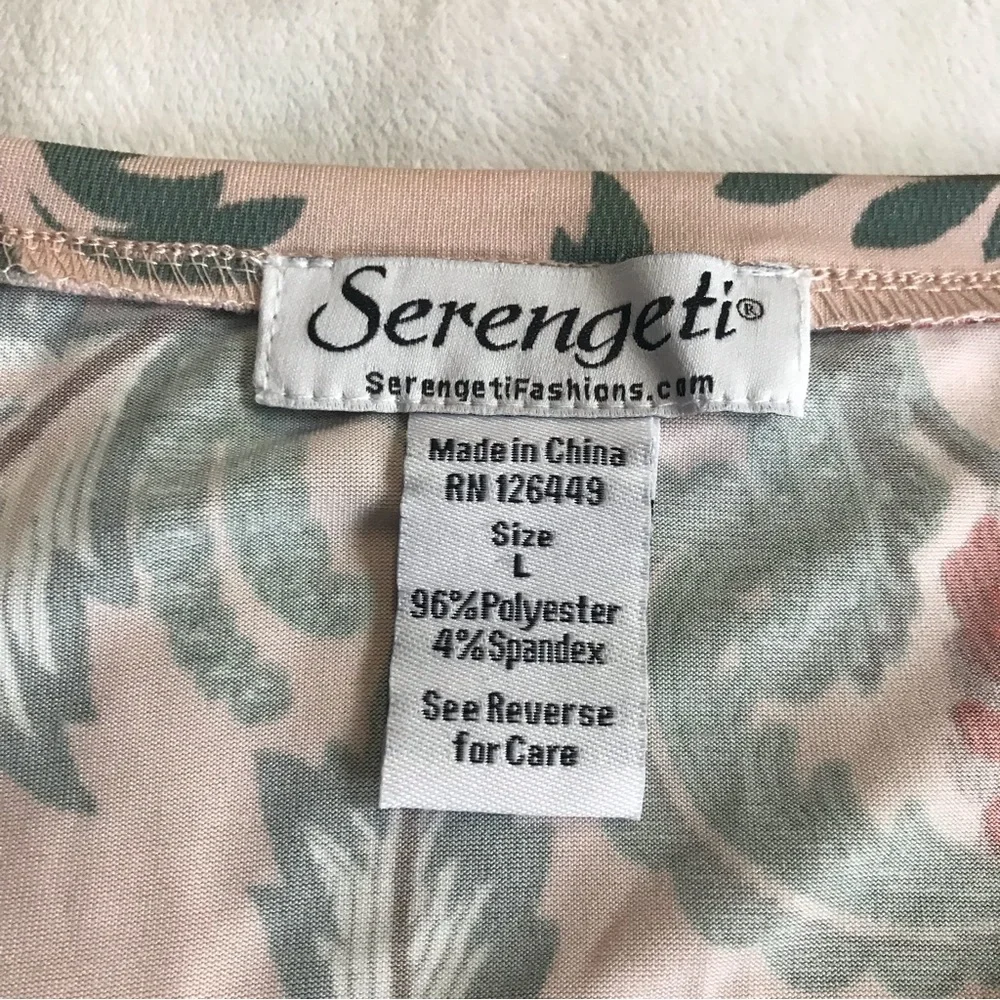 Serengeti®
SerengetiFashions.com
Made in China
RN 126449
Size
L
96%Polyester
4%Spandex
See Reverse
for Care